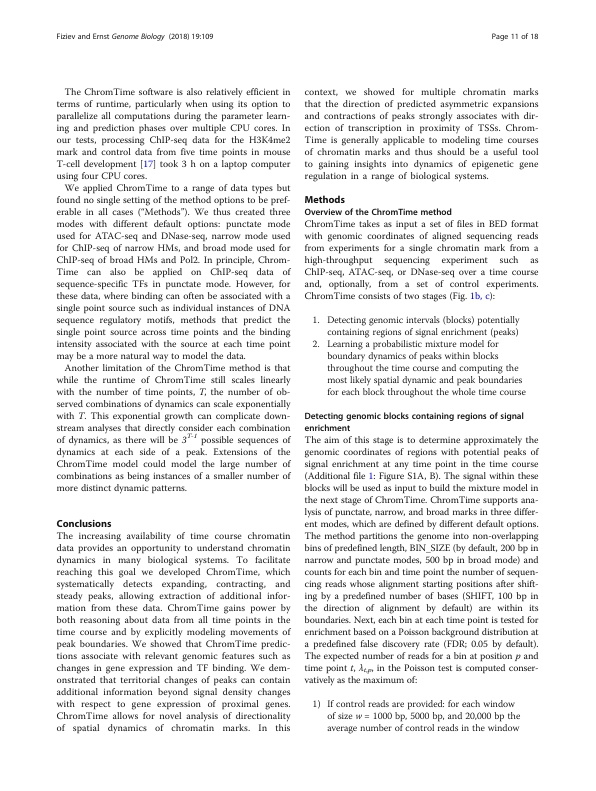 Fiziev and Ernst Genome Biology (2018) 19:109
Page 11 of 18
The ChromTime software is also relatively efficient in
terms of runtime, particularly when using its option to
parallelize all computations during the parameter learn-
ing and prediction phases over multiple CPU cores. In
our tests, processing ChIP-seq data for the H3K4me2
mark and control data from five time points in mouse
T-cell development [17] took 3 h on a laptop computer
using four CPU cores.
We applied ChromTime to a range of data types but
found no single setting of the method options to be pref-
erable in all cases (“Methods”). We thus created three
modes with different default options: punctate mode
used for ATAC-seq and DNase-seq, narrow mode used
for ChIP-seq of narrow HMs, and broad mode used for
ChIP-seq of broad HMs and Pol2. In principle, Chrom-
Time can also be applied on ChIP-seq data of
sequence-specific TFs in punctate mode. However, for
these data, where binding can often be associated with a
single point source such as individual instances of DNA
sequence regulatory motifs, methods that predict the
single point source across time points and the binding
intensity associated with the source at each time point
may be a more natural way to model the data.
Another limitation of the ChromTime method is that
while the runtime of ChromTime still scales linearly
with the number of time points, T, the number of ob-
served combinations of dynamics can scale exponentially
with T. This exponential growth can complicate down-
stream analyses that directly consider each combination
of dynamics, as there will be 3^T-1 possible sequences of
dynamics at each side of a peak. Extensions of the
ChromTime model could model the large number of
combinations as being instances of a smaller number of
more distinct dynamic patterns.
Conclusions
The increasing availability of time course chromatin
data provides an opportunity to understand chromatin
dynamics in many biological systems. To facilitate
reaching this goal we developed ChromTime, which
systematically detects expanding, contracting, and
steady peaks, allowing extraction of additional infor-
mation from these data. ChromTime gains power by
both reasoning about data from all time points in the
time course and by explicitly modeling movements of
peak boundaries. We showed that ChromTime predic-
tions associate with relevant genomic features such as
changes in gene expression and TF binding. We dem-
onstrated that territorial changes of peaks can contain
additional information beyond signal density changes
with respect to gene expression of proximal genes.
ChromTime allows for novel analysis of directionality
of spatial dynamics of chromatin marks. In this
context, we showed for multiple chromatin marks
that the direction of predicted asymmetric expansions
and contractions of peaks strongly associates with dir-
ection of transcription in proximity of TSSs. Chrom-
Time is generally applicable to modeling time courses
of chromatin marks and thus should be a useful tool
to gaining insights into dynamics of epigenetic gene
regulation in a range of biological systems.
Methods
Overview of the ChromTime method
ChromTime takes as input a set of files in BED format
with genomic coordinates of aligned sequencing reads
from experiments for a single chromatin mark from a
high-throughput sequencing experiment such as
ChIP-seq, ATAC-seq, or DNase-seq over a time course
and, optionally, from a set of control experiments.
ChromTime consists of two stages (Fig. 1b, c):
1. Detecting genomic intervals (blocks) potentially
containing regions of signal enrichment (peaks)
2. Learning a probabilistic mixture model for
boundary dynamics of peaks within blocks
throughout the time course and computing the
most likely spatial dynamic and peak boundaries
for each block throughout the whole time course
Detecting genomic blocks containing regions of signal
enrichment
The aim of this stage is to determine approximately the
genomic coordinates of regions with potential peaks of
signal enrichment at any time point in the time course
(Additional file 1: Figure S1A, B). The signal within these
blocks will be used as input to build the mixture model in
the next stage of ChromTime. ChromTime supports ana-
lysis of punctate, narrow, and broad marks in three differ-
ent modes, which are defined by different default options.
The method partitions the genome into non-overlapping
bins of predefined length, BIN_SIZE (by default, 200 bp in
narrow and punctate modes, 500 bp in broad mode) and
counts for each bin and time point the number of sequen-
cing reads whose alignment starting positions after shift-
ing by a predefined number of bases (SHIFT, 100 bp in
the direction of alignment by default) are within its
boundaries. Next, each bin at each time point is tested for
enrichment based on a Poisson background distribution at
a predefined false discovery rate (FDR; 0.05 by default).
The expected number of reads for a bin at position p and
time point t, λt,p, in the Poisson test is computed conser-
vatively as the maximum of:
1) If control reads are provided: for each window
of size w = 1000 bp, 5000 bp, and 20,000 bp the
average number of control reads in the window